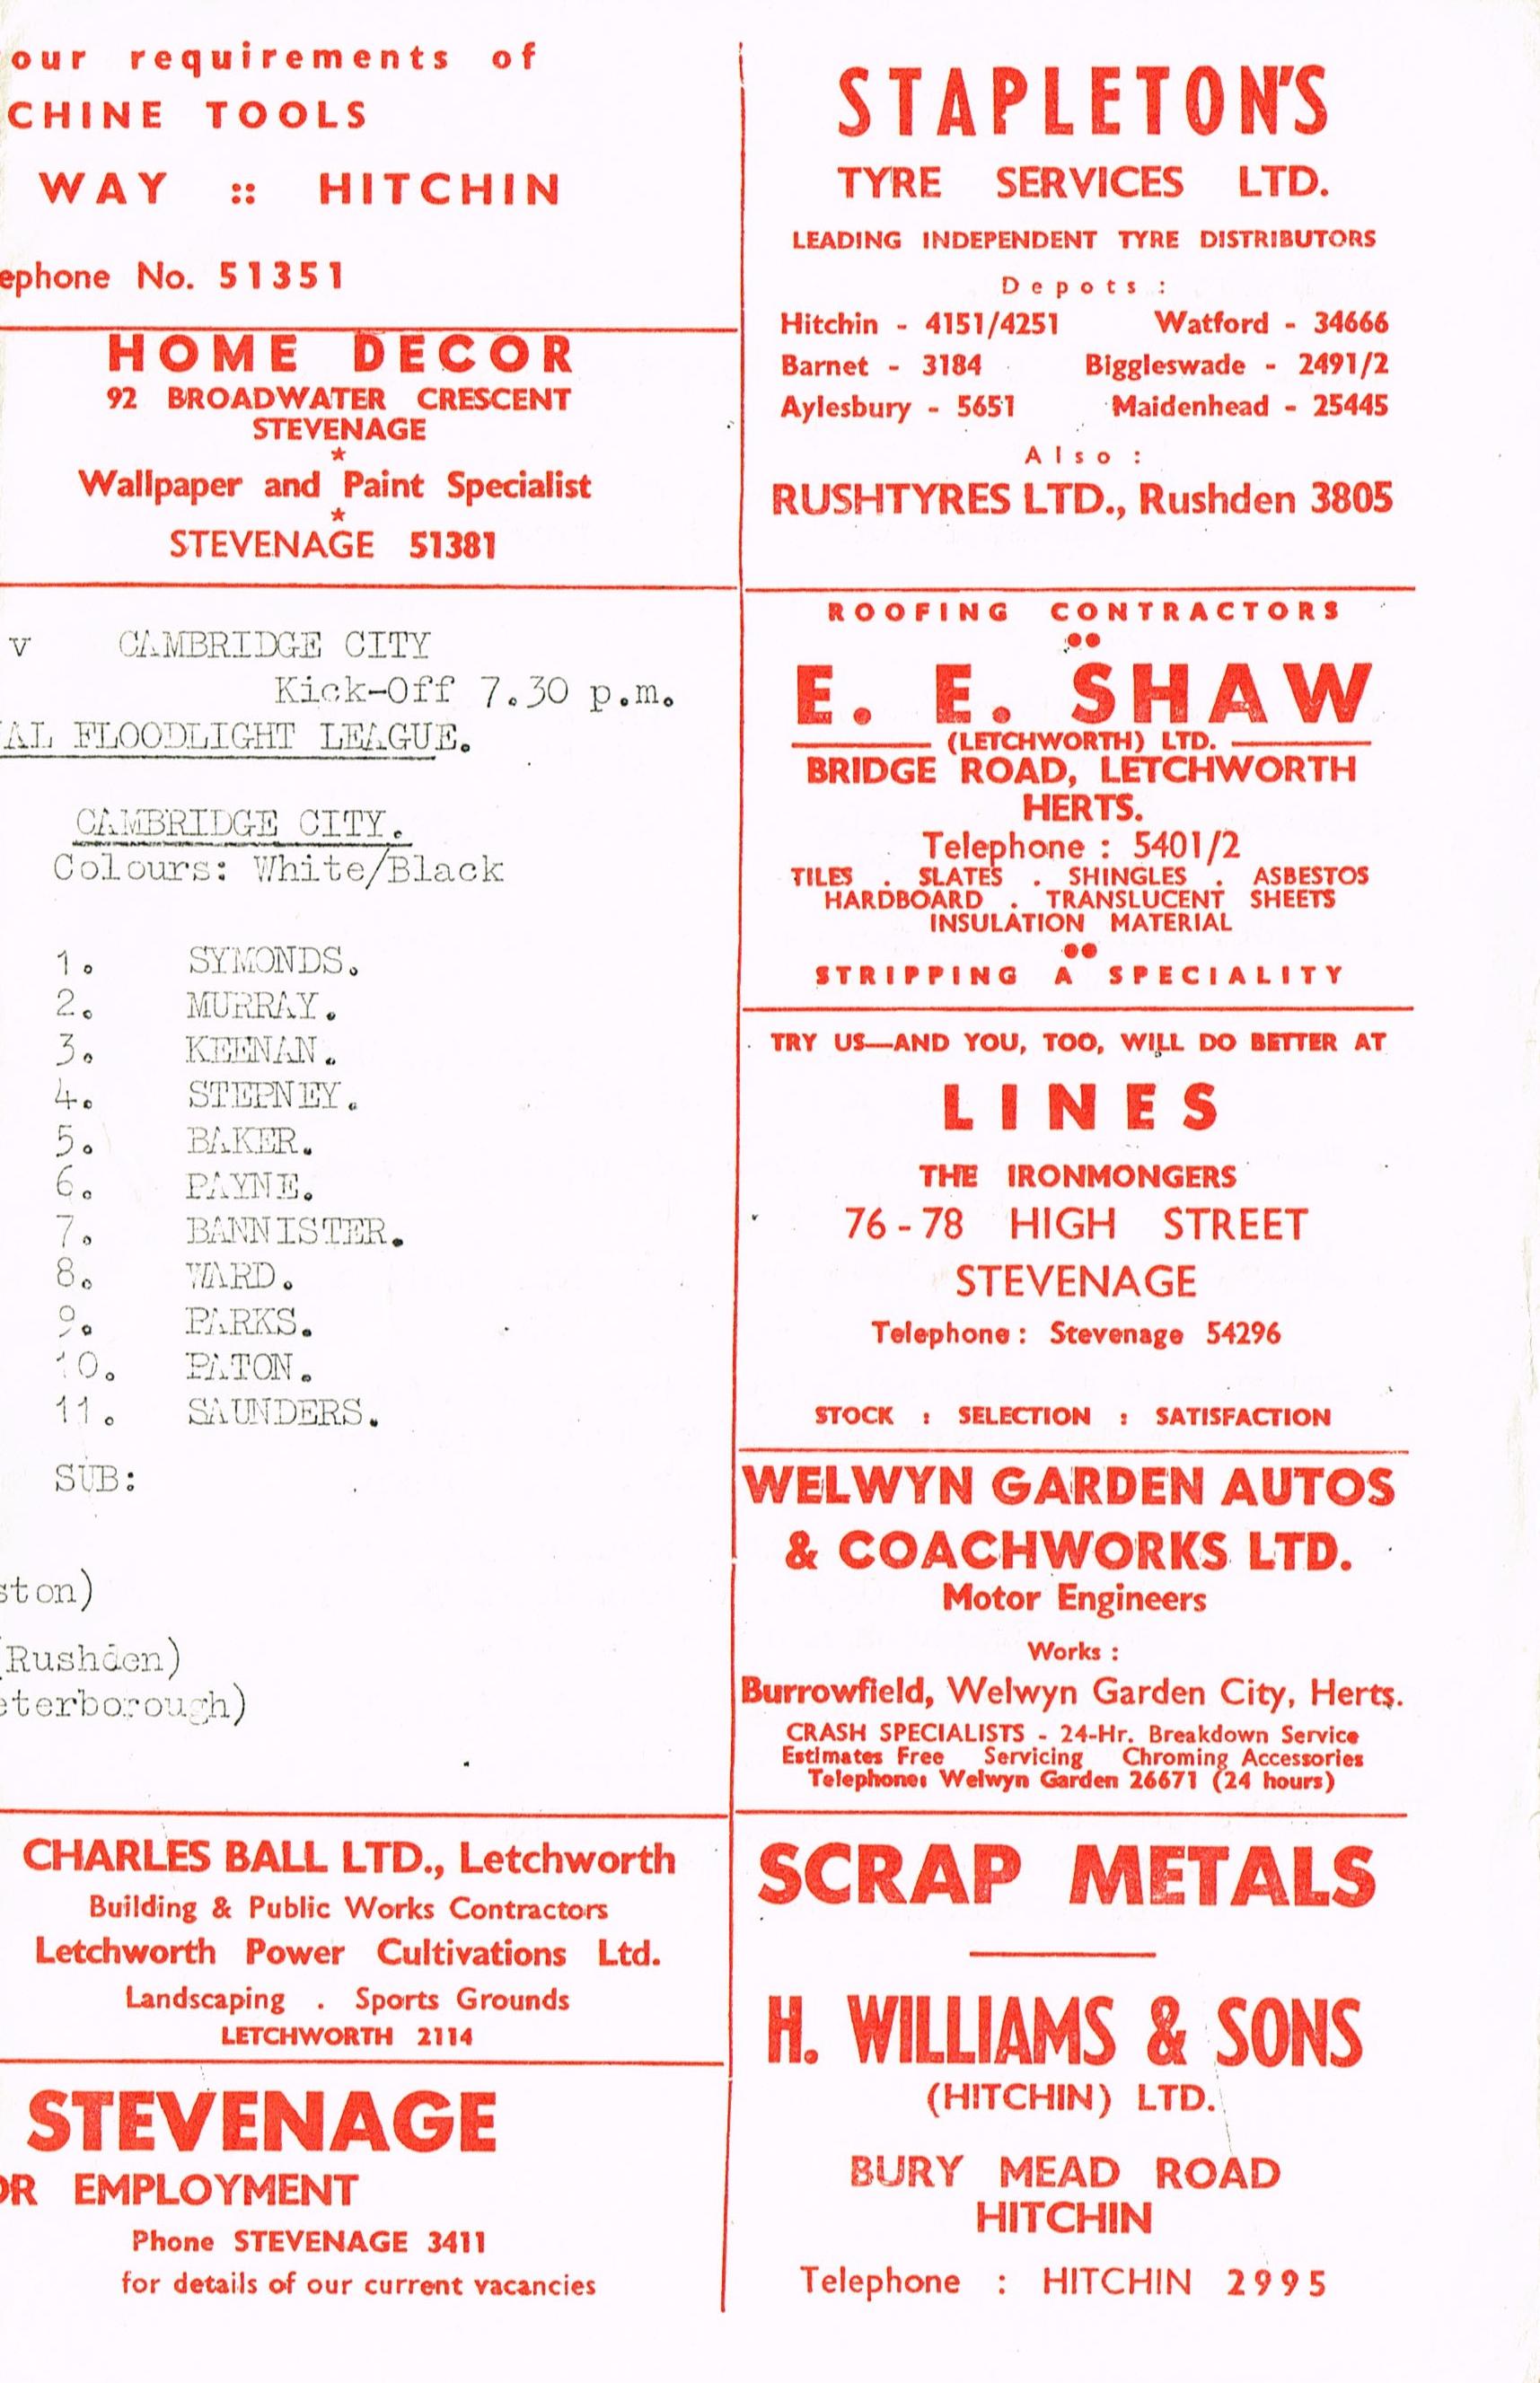 our requirements of
CHINE TOOLS
WAY :: HITCHIN
ephone No. 51351
HOME DECOR
92 BROADWATER CRESCENT
STEVENAGE
*
Wallpaper and Paint Specialist
*
STEVENAGE 51381
v CAMBRIDGE CITY
Kick-Off 7.30 p.m.
AL FLOODLIGHT LEAGUE.
CAMBRIDGE CITY.
Colours: White/Black
1. SYMONDS.
2. MURRAY.
3. KEENAN.
4. STEPNEY.
5. BAKER.
6. PAYNE.
7. BANNISTER.
8. WARD.
9. PARKS.
10. PATON.
11. SAUNDERS.
SUB:
ston)
(Rushden)
eterborough)
CHARLES BALL LTD., Letchworth
Building & Public Works Contractors
Letchworth Power Cultivations Ltd.
Landscaping . Sports Grounds
LETCHWORTH 2114
STEVENAGE
OR EMPLOYMENT
Phone STEVENAGE 3411
for details of our current vacancies
STAPLETON'S
TYRE SERVICES LTD.
LEADING INDEPENDENT TYRE DISTRIBUTORS
Depots :
Hitchin - 4151/4251 Watford - 34666
Barnet - 3184 Biggleswade - 2491/2
Aylesbury - 5651 Maidenhead - 25445
Also :
RUSHTYRES LTD., Rushden 3805
ROOFING CONTRACTORS
E. E. SHAW
(LETCHWORTH) LTD.
BRIDGE ROAD, LETCHWORTH
HERTS.
Telephone : 5401/2
TILES . SLATES . SHINGLES . ASBESTOS
HARDBOARD . TRANSLUCENT SHEETS
INSULATION MATERIAL
STRIPPING A SPECIALITY
TRY US—AND YOU, TOO, WILL DO BETTER AT
LINES
THE IRONMONGERS
76 - 78 HIGH STREET
STEVENAGE
Telephone : Stevenage 54296
STOCK : SELECTION : SATISFACTION
WELWYN GARDEN AUTOS
& COACHWORKS LTD.
Motor Engineers
Works :
Burrowfield, Welwyn Garden City, Herts.
CRASH SPECIALISTS - 24-Hr. Breakdown Service
Estimates Free Servicing Chroming Accessories
Telephone: Welwyn Garden 26671 (24 hours)
SCRAP METALS
H. WILLIAMS & SONS
(HITCHIN) LTD.
BURY MEAD ROAD
HITCHIN
Telephone : HITCHIN 2995